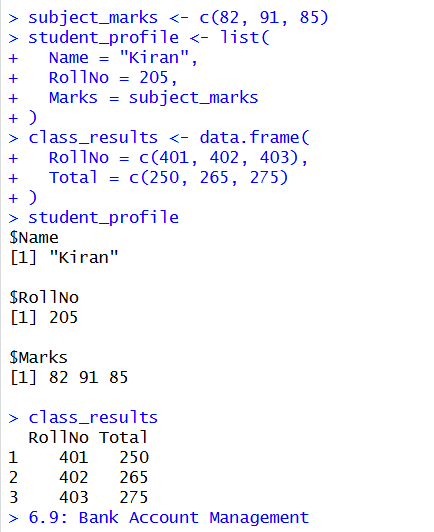 > subject_marks <- c(82, 91, 85)
> student_profile <- list(
+   Name = "Kiran",
+   RollNo = 205,
+   Marks = subject_marks
+ )
> class_results <- data.frame(
+   RollNo = c(401, 402, 403),
+   Total = c(250, 265, 275)
+ )
> student_profile
$Name
[1] "Kiran"

$RollNo
[1] 205

$Marks
[1] 82 91 85

> class_results
  RollNo Total
1    401   250
2    402   265
3    403   275
> 6.9: Bank Account Management